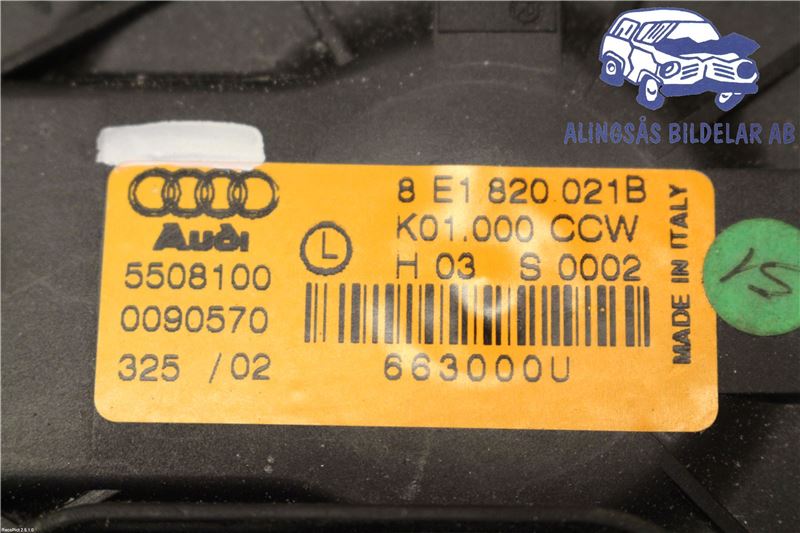 ALINGSÅS BILDELAR AB
Audi
5508100
0090570
325 / 02
L
8 E1 820 021B
K01.000 CCW
H 03 S 0002
663000U
MADE IN ITALY